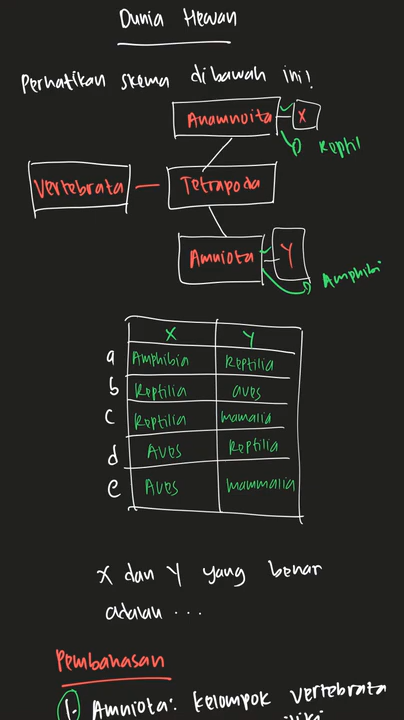 Dunia Hewan
Perhatikan skema dibawah ini!
Anamnoita X
Reptil
Vertebrata Tetrapoda
Amniota Y
Amphibi
X Y
a Amphibia Reptilia
b Reptilia aves
c Reptilia mamalia
d Aves Reptilia
e Aves mammalia
X dan Y yang benar
adalah ...
Pembahasan
1. Amniota: kelompok vertebrata